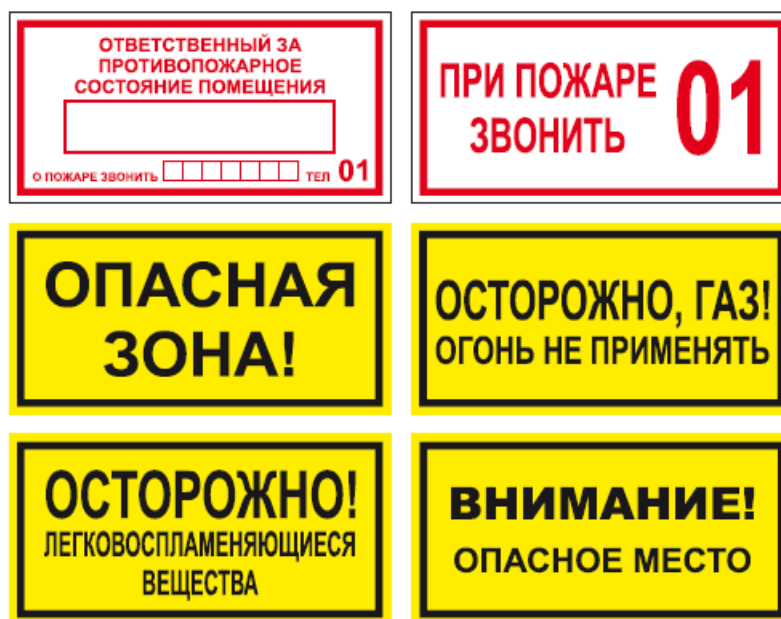 ОТВЕТСТВЕННЫЙ ЗА
ПРОТИВОПОЖАРНОЕ
СОСТОЯНИЕ ПОМЕЩЕНИЯ
О ПОЖАРЕ ЗВОНИТЬ ТЕЛ 01
ПРИ ПОЖАРЕ
ЗВОНИТЬ
01
ОПАСНАЯ
ЗОНА!
ОСТОРОЖНО, ГАЗ!
ОГОНЬ НЕ ПРИМЕНЯТЬ
ОСТОРОЖНО!
ЛЕГКОВОСПЛАМЕНЯЮЩИЕСЯ
ВЕЩЕСТВА
ВНИМАНИЕ!
ОПАСНОЕ МЕСТО